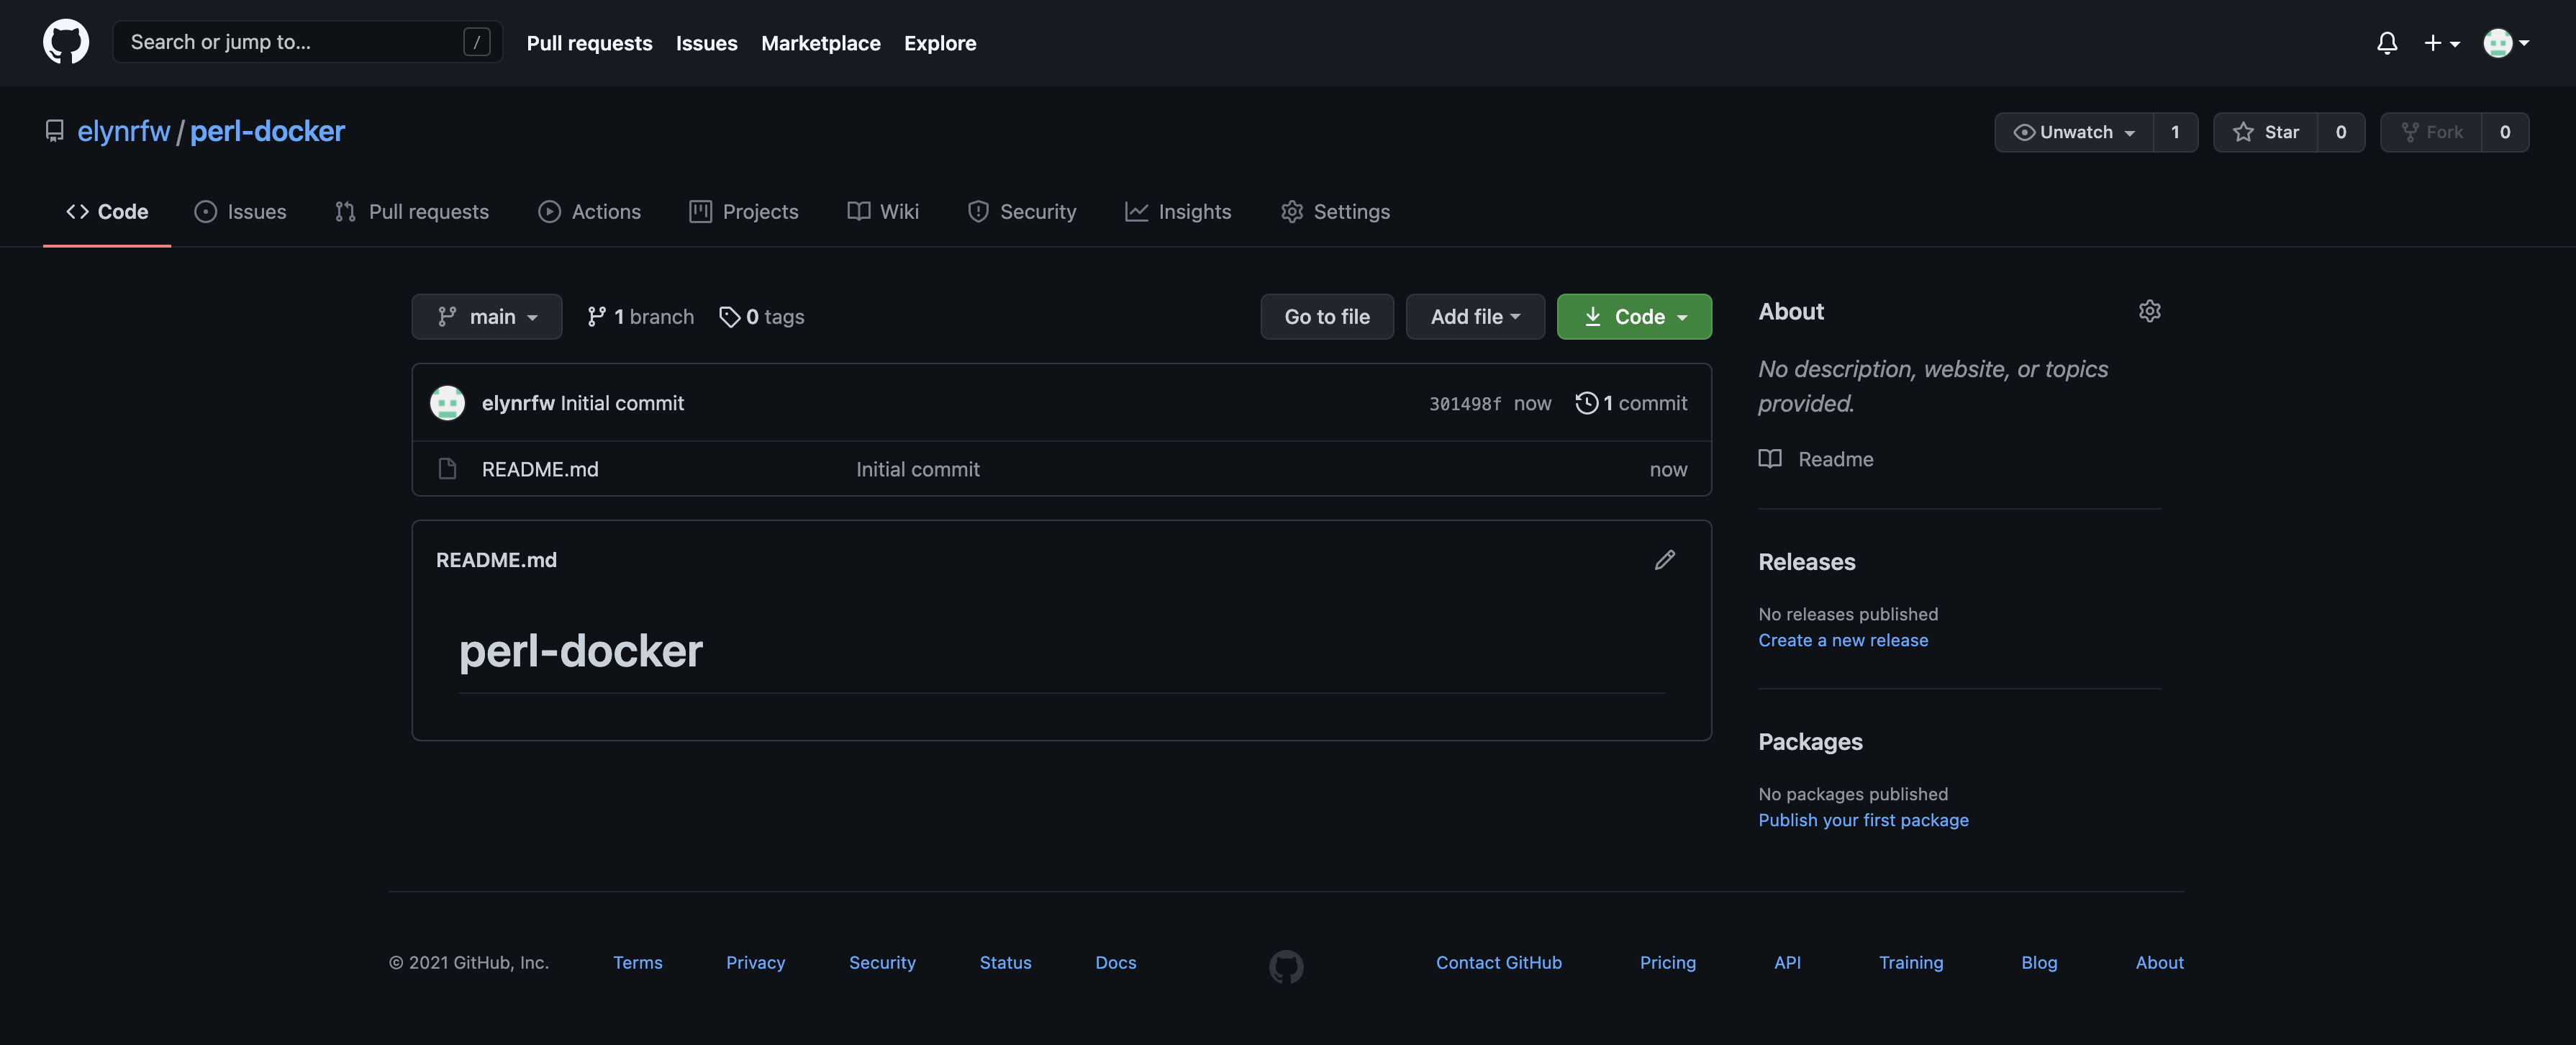 Search or jump to... / Pull requests Issues Marketplace Explore
elynrfw / perl-docker Unwatch 1 Star 0 Fork 0
Code Issues Pull requests Actions Projects Wiki Security Insights Settings
main 1 branch 0 tags Go to file Add file Code
elynrfw Initial commit 301498f now 1 commit
README.md Initial commit now
README.md
perl-docker
About
No description, website, or topics
provided.
Readme
Releases
No releases published
Create a new release
Packages
No packages published
Publish your first package
© 2021 GitHub, Inc. Terms Privacy Security Status Docs Contact GitHub Pricing API Training Blog About